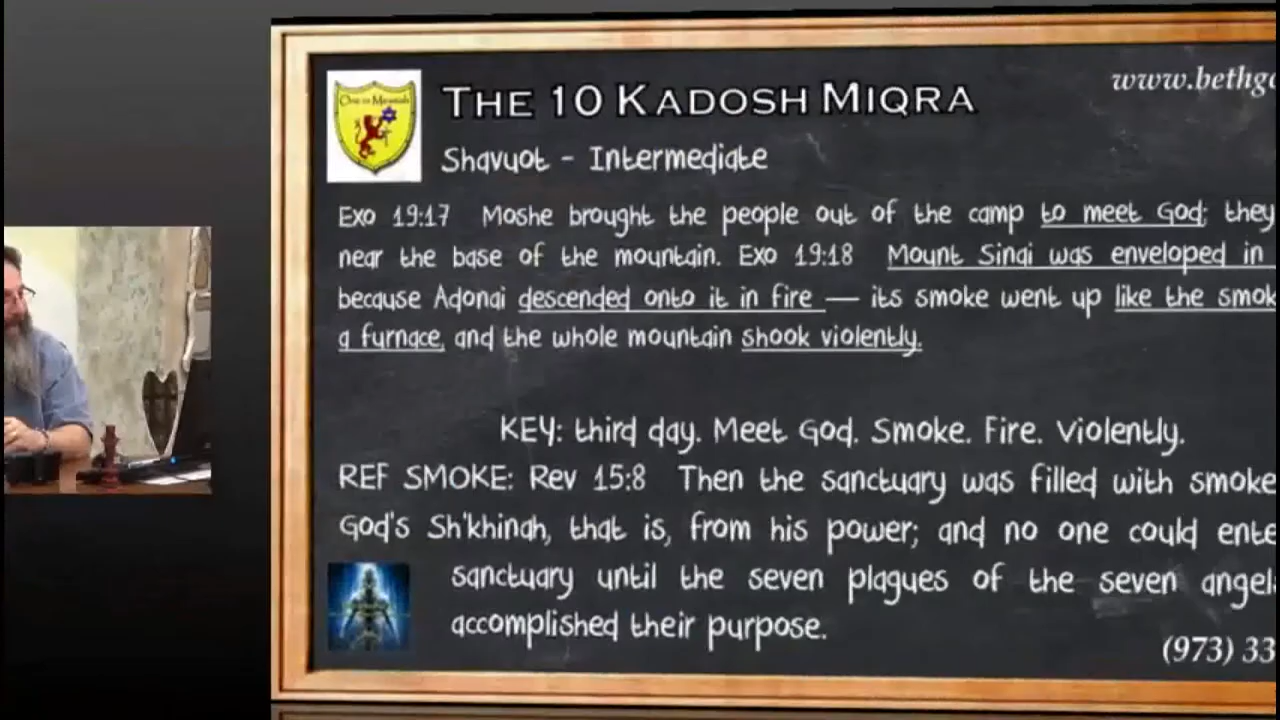 www.bethg
One in Messiah
THE 10 KADOSH MIQRA
Shavuot - Intermediate
Exo 19:17 Moshe brought the people out of the camp to meet God; they
near the base of the mountain. Exo 19:18 Mount Sinai was enveloped in
because Adonai descended onto it in fire — its smoke went up like the smok
a furnace, and the whole mountain shook violently.
KEY: third day. Meet God. Smoke. Fire. Violently.
REF SMOKE: Rev 15:8 Then the sanctuary was filled with smoke
God's Sh'khinah, that is, from his power; and no one could ente
sanctuary until the seven plagues of the seven angel
accomplished their purpose.
(973) 33